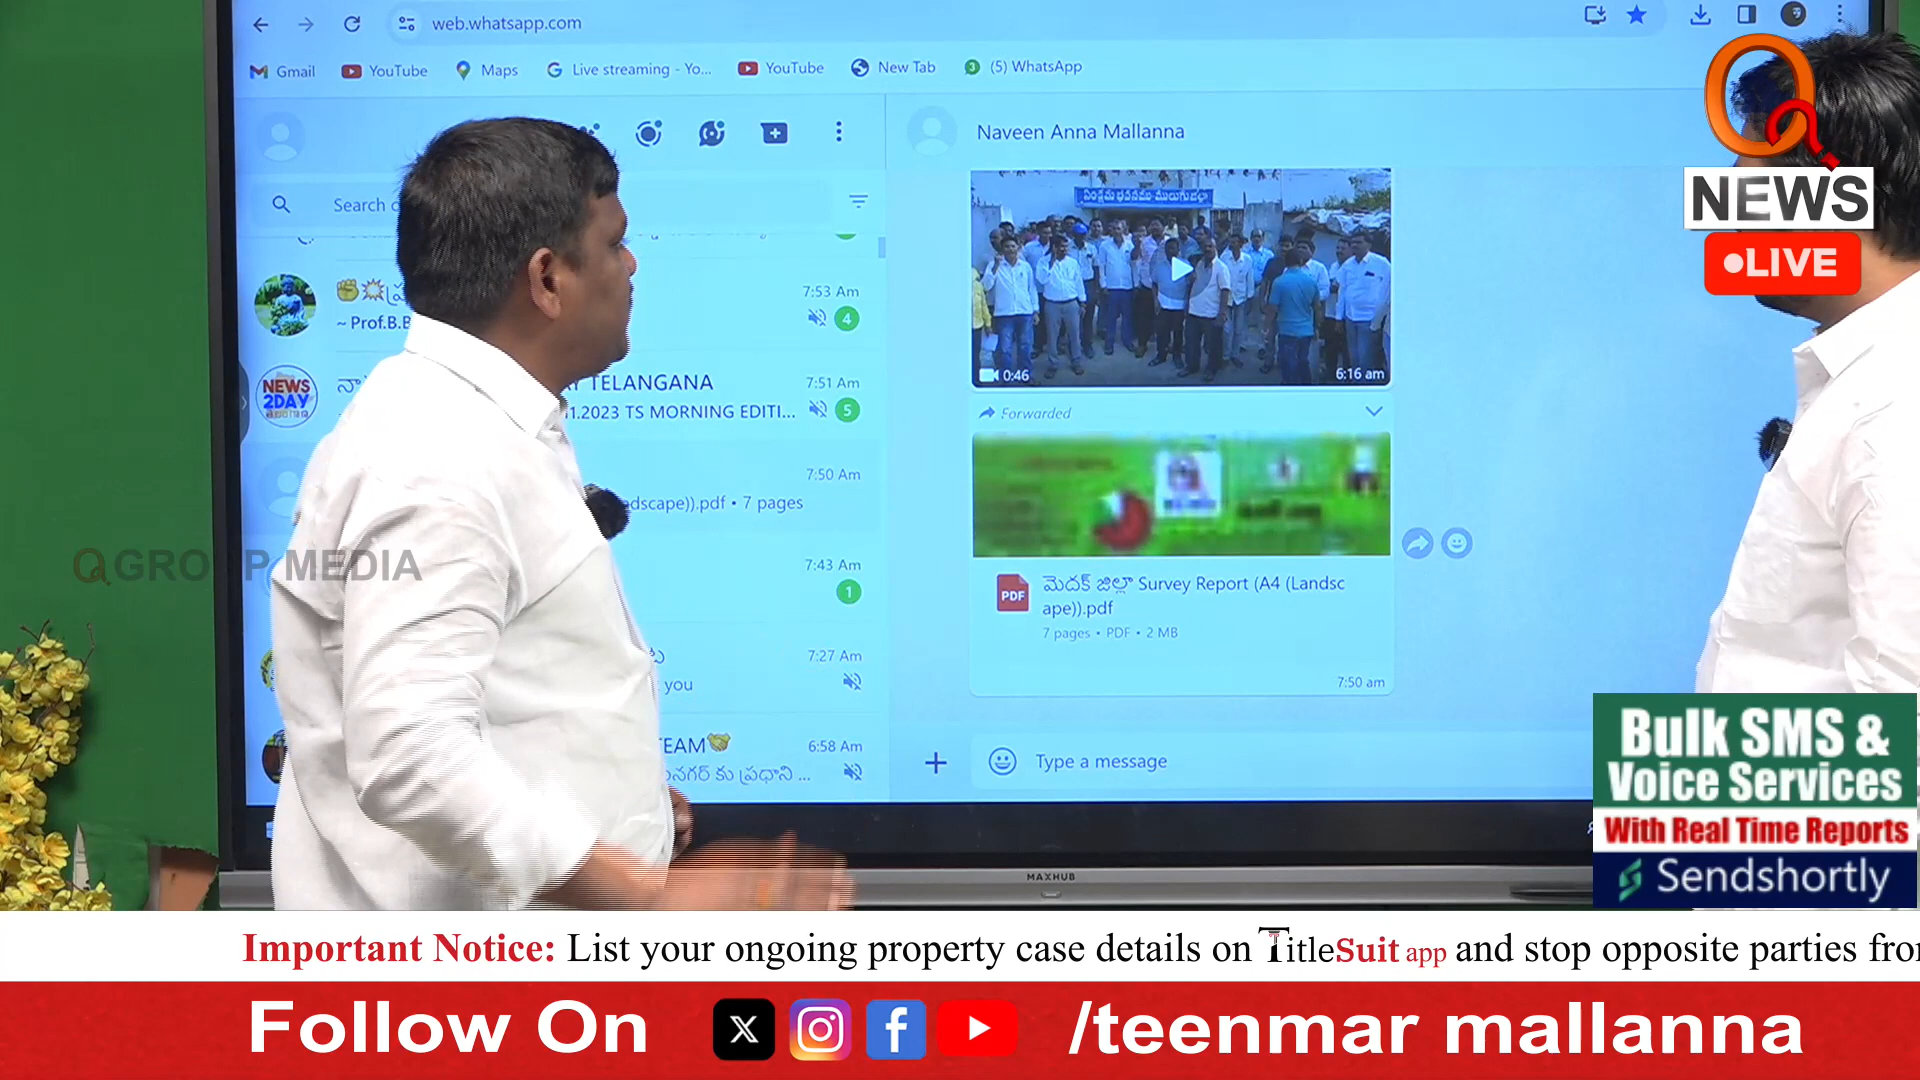 web.whatsapp.com
Gmail
YouTube
Maps
Live streaming - Yo...
YouTube
New Tab
(5) WhatsApp
Naveen Anna Mallanna
Search
7:53 Am
~ Prof.B.B
4
NEWS
2DAY
TELANGANA
7:51 Am
11.2023 TS MORNING EDITI...
5
7:50 Am
dscape)).pdf • 7 pages
7:43 Am
1
7:27 Am
you
TEAM
6:58 Am
నగర్ కు ప్రధాని ...
సంక్షేమ భవనము ములుగు జిల్లా
0:46
6:16 am
Forwarded
PDF
మెదక్ జిల్లా Survey Report (A4 (Landsc
ape)).pdf
7 pages • PDF • 2 MB
7:50 am
Type a message
MAXHUB
Q GROUP MEDIA
Q
NEWS
LIVE
Bulk SMS &
Voice Services
With Real Time Reports
Sendshortly
Important Notice: List your ongoing property case details on TitleSuit app and stop opposite parties fro
Follow On /teenmar mallanna